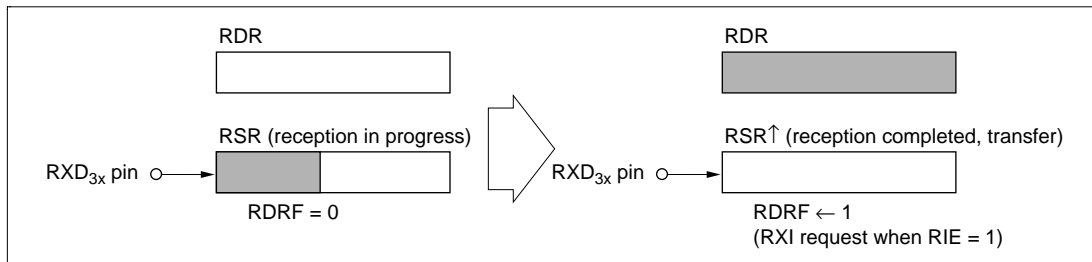 RDR
RSR (reception in progress)
RXD3x pin
RDRF = 0
RDR
RSR↑ (reception completed, transfer)
RXD3x pin
RDRF ← 1
(RXI request when RIE = 1)